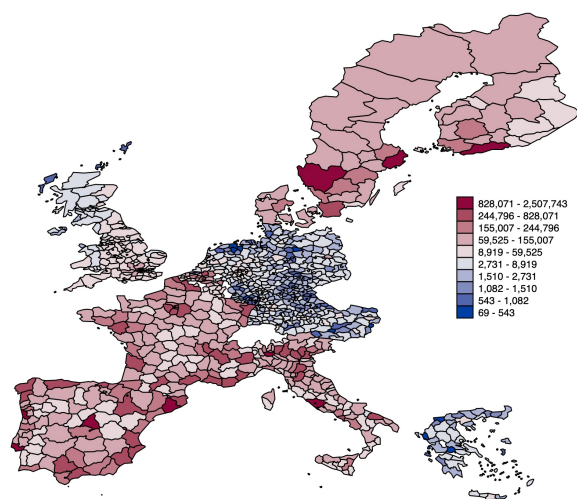 828,071 - 2,507,743
244,796 - 828,071
155,007 - 244,796
59,525 - 155,007
8,919 - 59,525
2,731 - 8,919
1,510 - 2,731
1,082 - 1,510
543 - 1,082
69 - 543